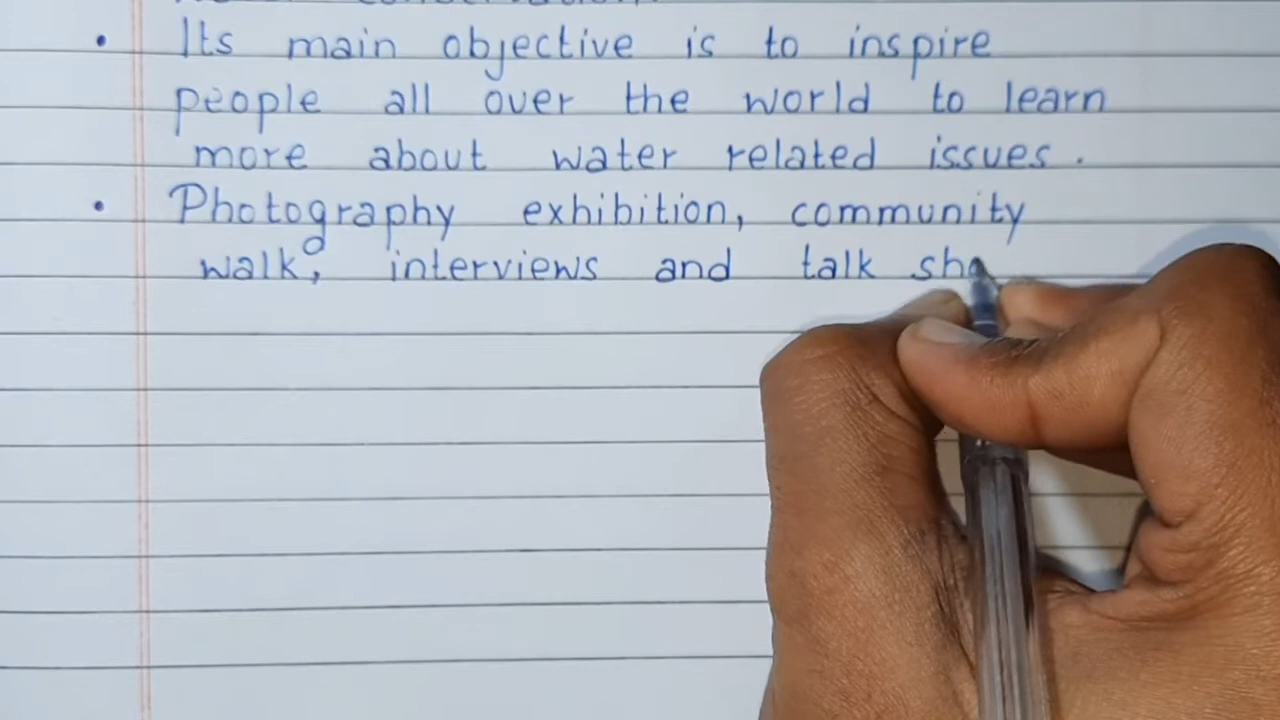 • Its main objective is to inspire
people all over the world to learn
more about water related issues.
• Photography exhibition, community
walk, interviews and talk sho